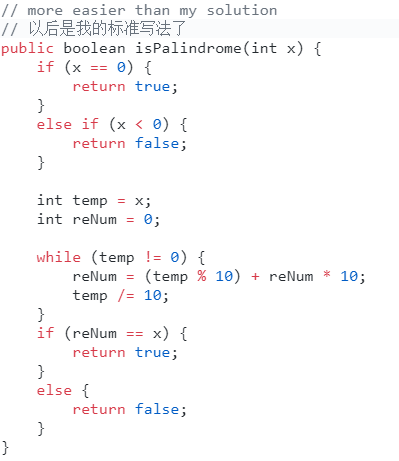 // more easier than my solution
// 以后是我的标准写法了
public boolean isPalindrome(int x) {
    if (x == 0) {
        return true;
    }
    else if (x < 0) {
        return false;
    }

    int temp = x;
    int reNum = 0;

    while (temp != 0) {
        reNum = (temp % 10) + reNum * 10;
        temp /= 10;
    }
    if (reNum == x) {
        return true;
    }
    else {
        return false;
    }
}